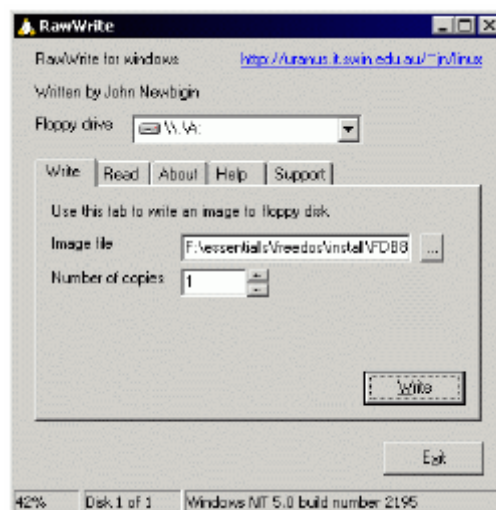 RawWrite
RawWrite for windows http://uranus.it.swin.edu.au/~jn/linux
Written by John Newbigin
Floppy drive \\.\A:
Write Read About Help Support
Use this tab to write an image to floppy disk
Image file F:\essentials\freedos\install\FDB8 ...
Number of copies 1
Write
Exit
42% Disk 1 of 1 Windows NT 5.0 build number 2195